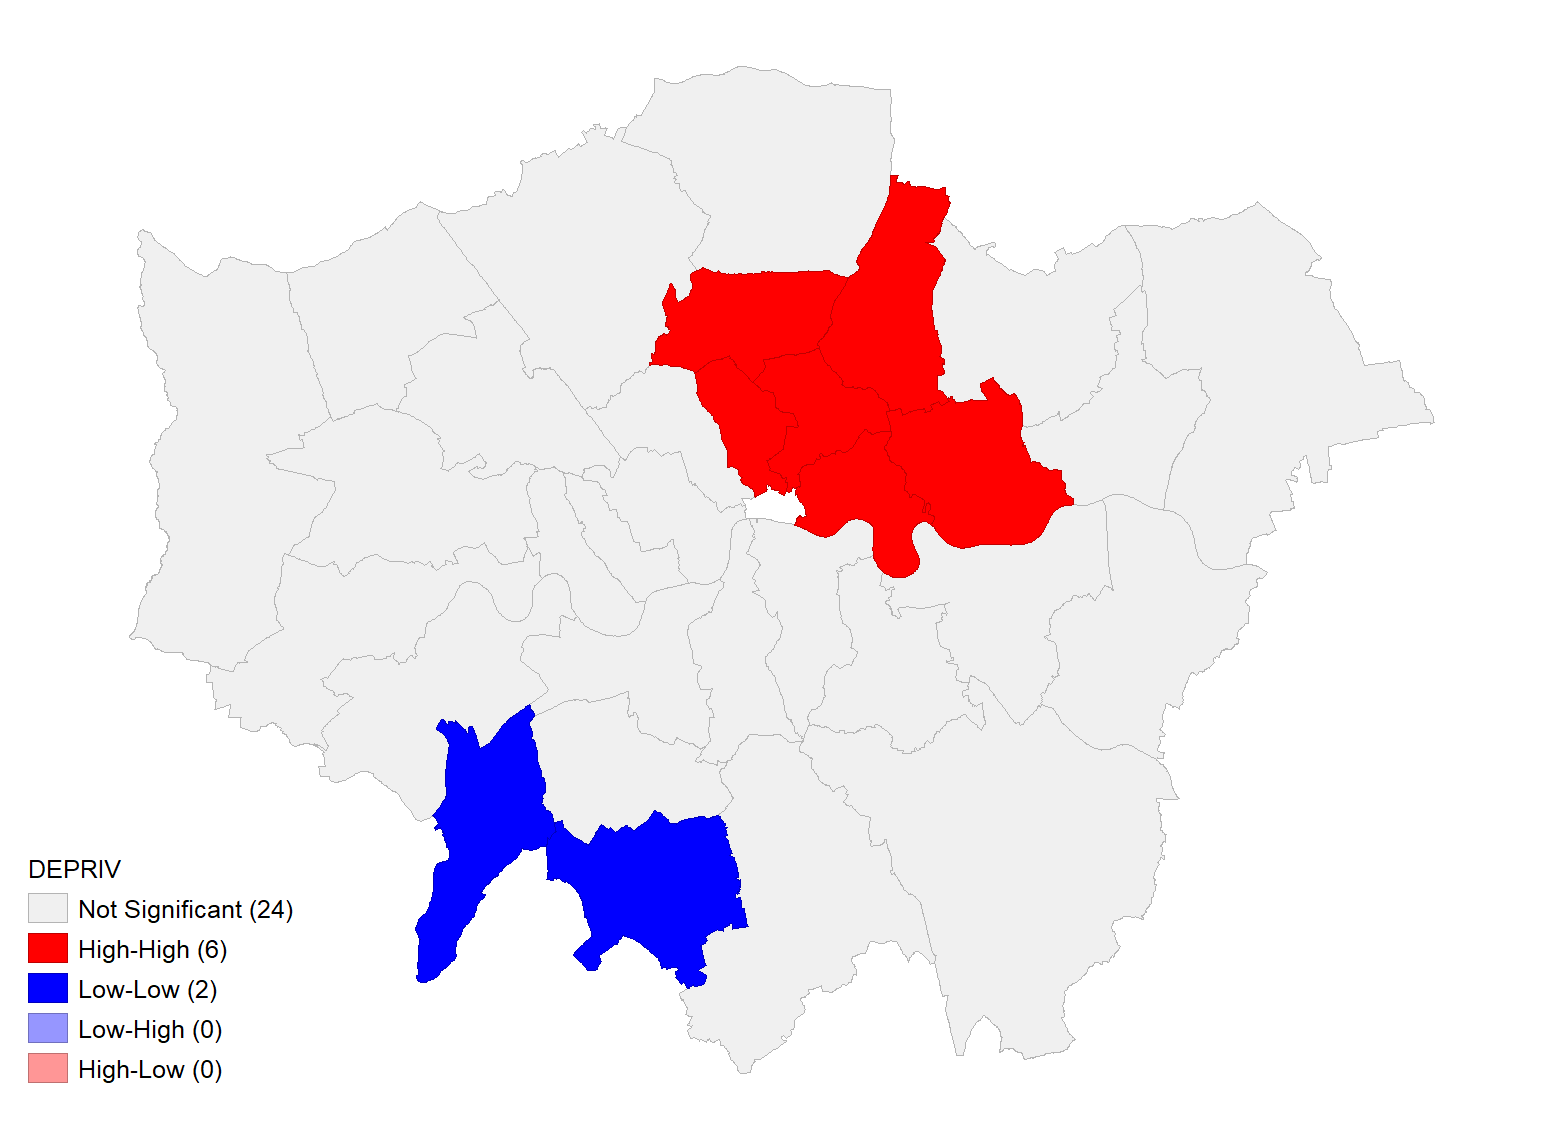 DEPRIV
Not Significant (24)
High-High (6)
Low-Low (2)
Low-High (0)
High-Low (0)